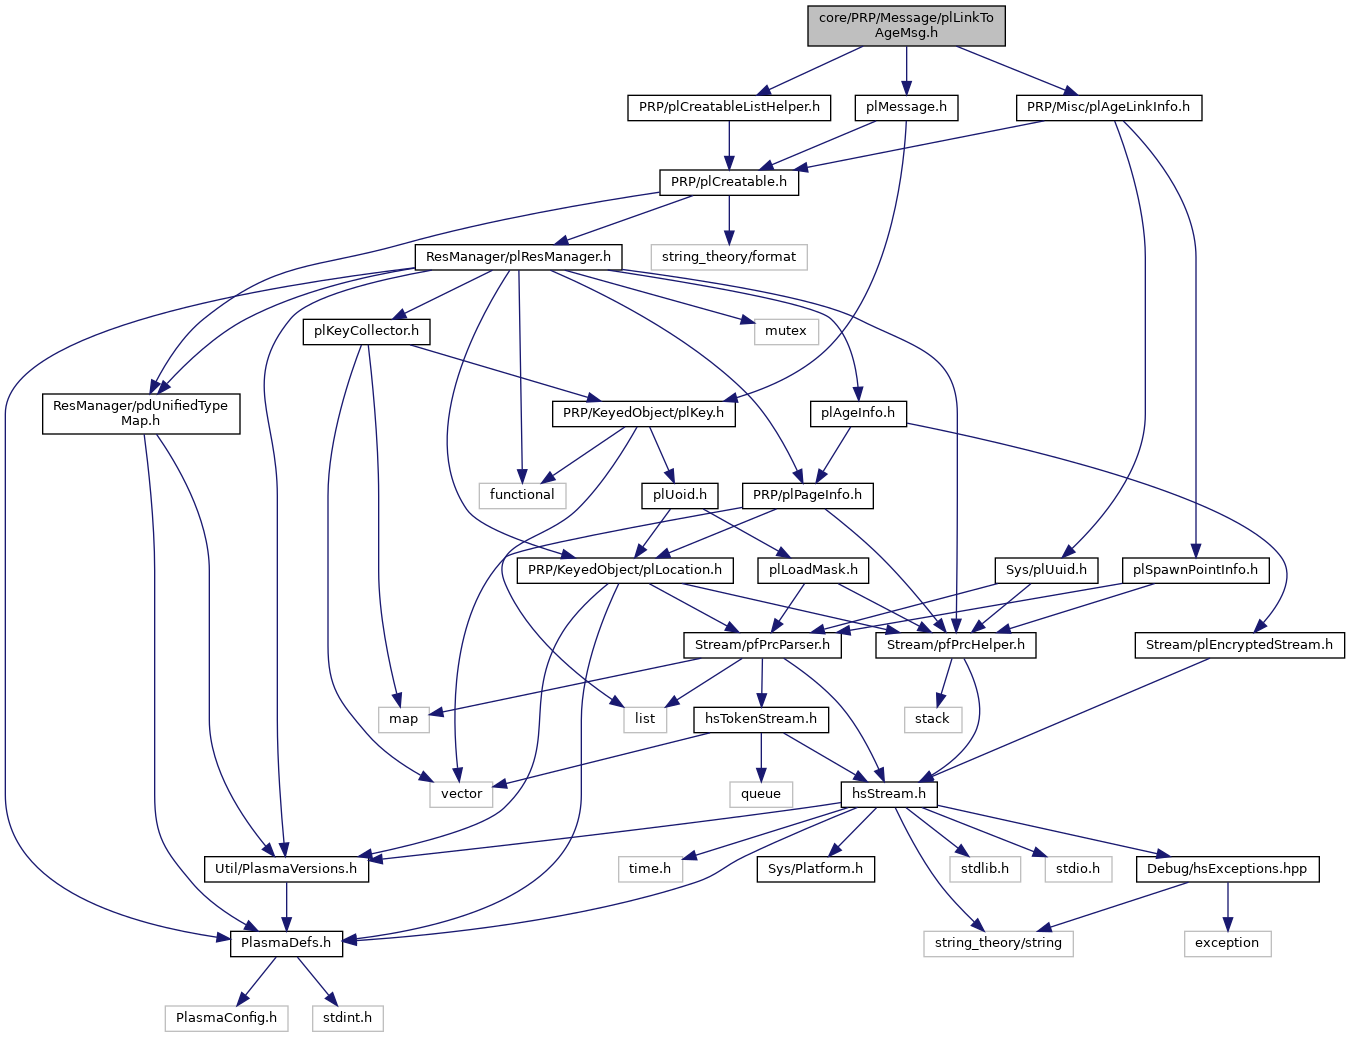 core/PRP/Message/plLinkTo
AgeMsg.h
PRP/plCreatableListHelper.h
plMessage.h
PRP/Misc/plAgeLinkInfo.h
PRP/plCreatable.h
ResManager/plResManager.h
string_theory/format
plKeyCollector.h
mutex
ResManager/pdUnifiedType
Map.h
PRP/KeyedObject/plKey.h
plAgeInfo.h
functional
plUoid.h
PRP/plPageInfo.h
PRP/KeyedObject/plLocation.h
plLoadMask.h
Sys/plUuid.h
plSpawnPointInfo.h
Stream/pfPrcParser.h
Stream/pfPrcHelper.h
Stream/plEncryptedStream.h
map
list
hsTokenStream.h
stack
vector
queue
hsStream.h
Util/PlasmaVersions.h
time.h
Sys/Platform.h
stdlib.h
stdio.h
Debug/hsExceptions.hpp
PlasmaDefs.h
string_theory/string
exception
PlasmaConfig.h
stdint.h